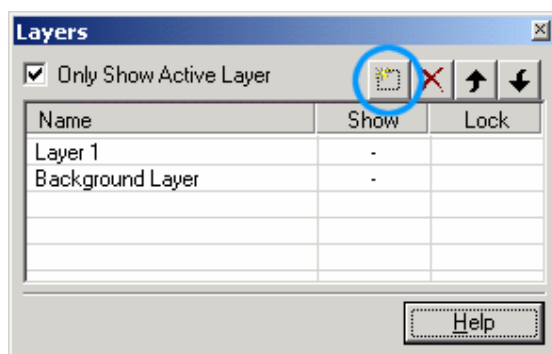 Layers
Only Show Active Layer
Name Show Lock
Layer 1 -
Background Layer -
Help